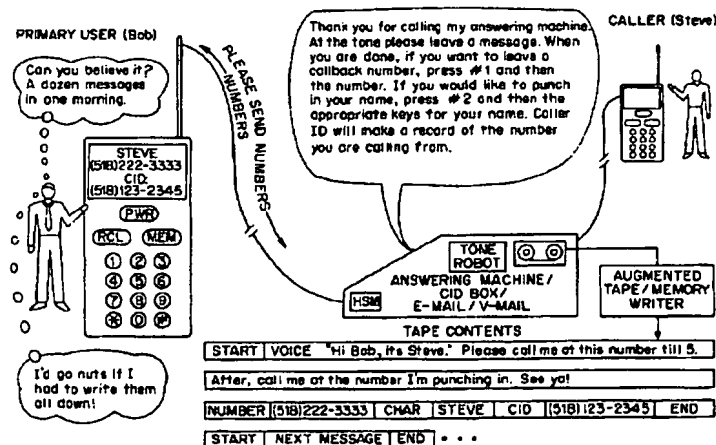 PRIMARY USER (Bob)
Can you believe it?
A dozen messages
in one morning.
STEVE
(518)222-3333
CID:
(518)123-2345
PWR
RCL MEM
1 2 3
4 5 6
7 8 9
* 0 #
I'd go nuts if I
had to write them
all down!
PLEASE SEND NUMBERS
NUMBERS
Thank you for calling my answering machine.
At the tone please leave a message. When
you are done, if you want to leave a
callback number, press #1 and then
the number. If you would like to punch
in your name, press #2 and then the
appropriate keys for your name. Caller
ID will make a record of the number
you are calling from.
CALLER (Steve)
TONE
ROBOT
ANSWERING MACHINE/
CID BOX/
E-MAIL/V-MAIL
HSM
AUGMENTED
TAPE/MEMORY
WRITER
TAPE CONTENTS
START VOICE "Hi Bob, its Steve." Please call me at this number till 5.
After, call me at the number I'm punching in. See ya!
NUMBER (518)222-3333 CHAR STEVE CID (518)123-2345 END
START NEXT MESSAGE END • • •